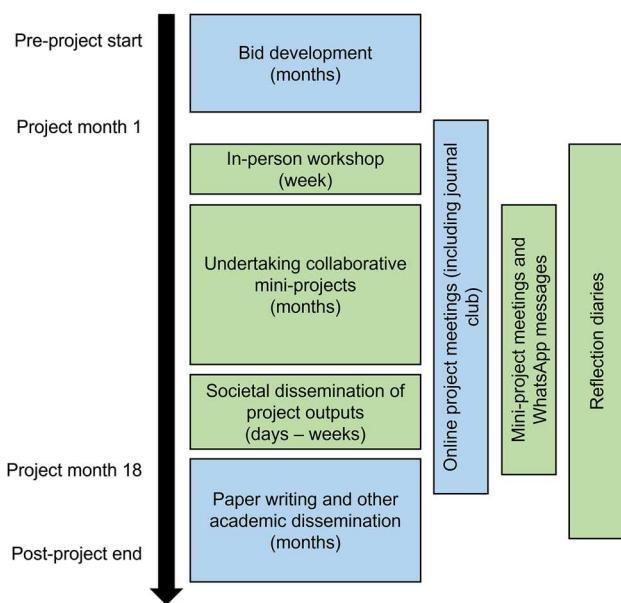 Pre-project start
Bid development
(months)
Project month 1
In-person workshop
(week)
Undertaking collaborative
mini-projects
(months)
Societal dissemination of
project outputs
(days – weeks)
Project month 18
Paper writing and other
academic dissemination
(months)
Post-project end
Online project meetings (including journal
club)
Mini-project meetings and
WhatsApp messages
Reflection diaries